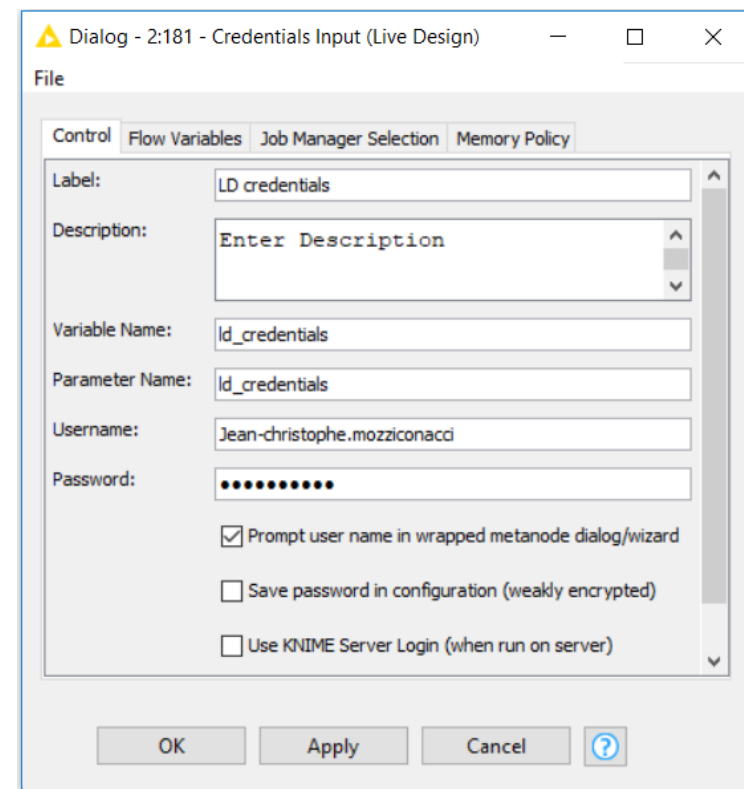 Dialog - 2:181 - Credentials Input (Live Design)
File
Control Flow Variables Job Manager Selection Memory Policy
Label: LD credentials
Description: Enter Description
Variable Name: ld_credentials
Parameter Name: ld_credentials
Username: Jean-christophe.mozziconacci
Password: ●●●●●●●●●●
Prompt user name in wrapped metanode dialog/wizard
Save password in configuration (weakly encrypted)
Use KNIME Server Login (when run on server)
OK Apply Cancel ?